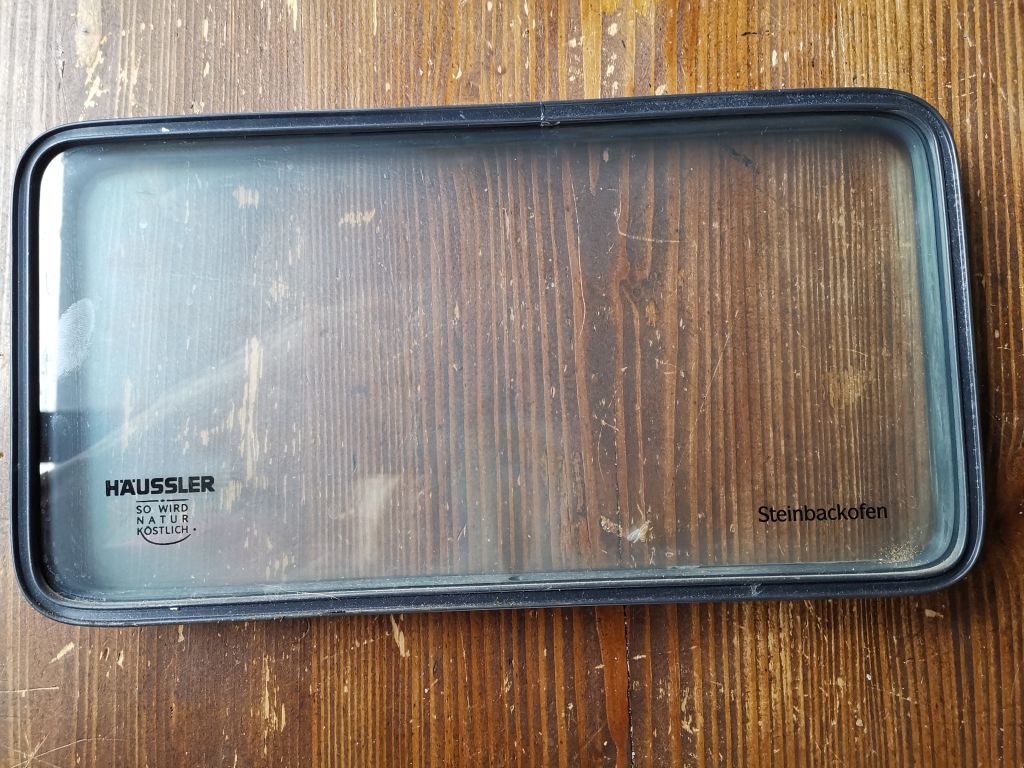 HÄUSSLER
SO WIRD
NATUR
KÖSTLICH.
Steinbackofen